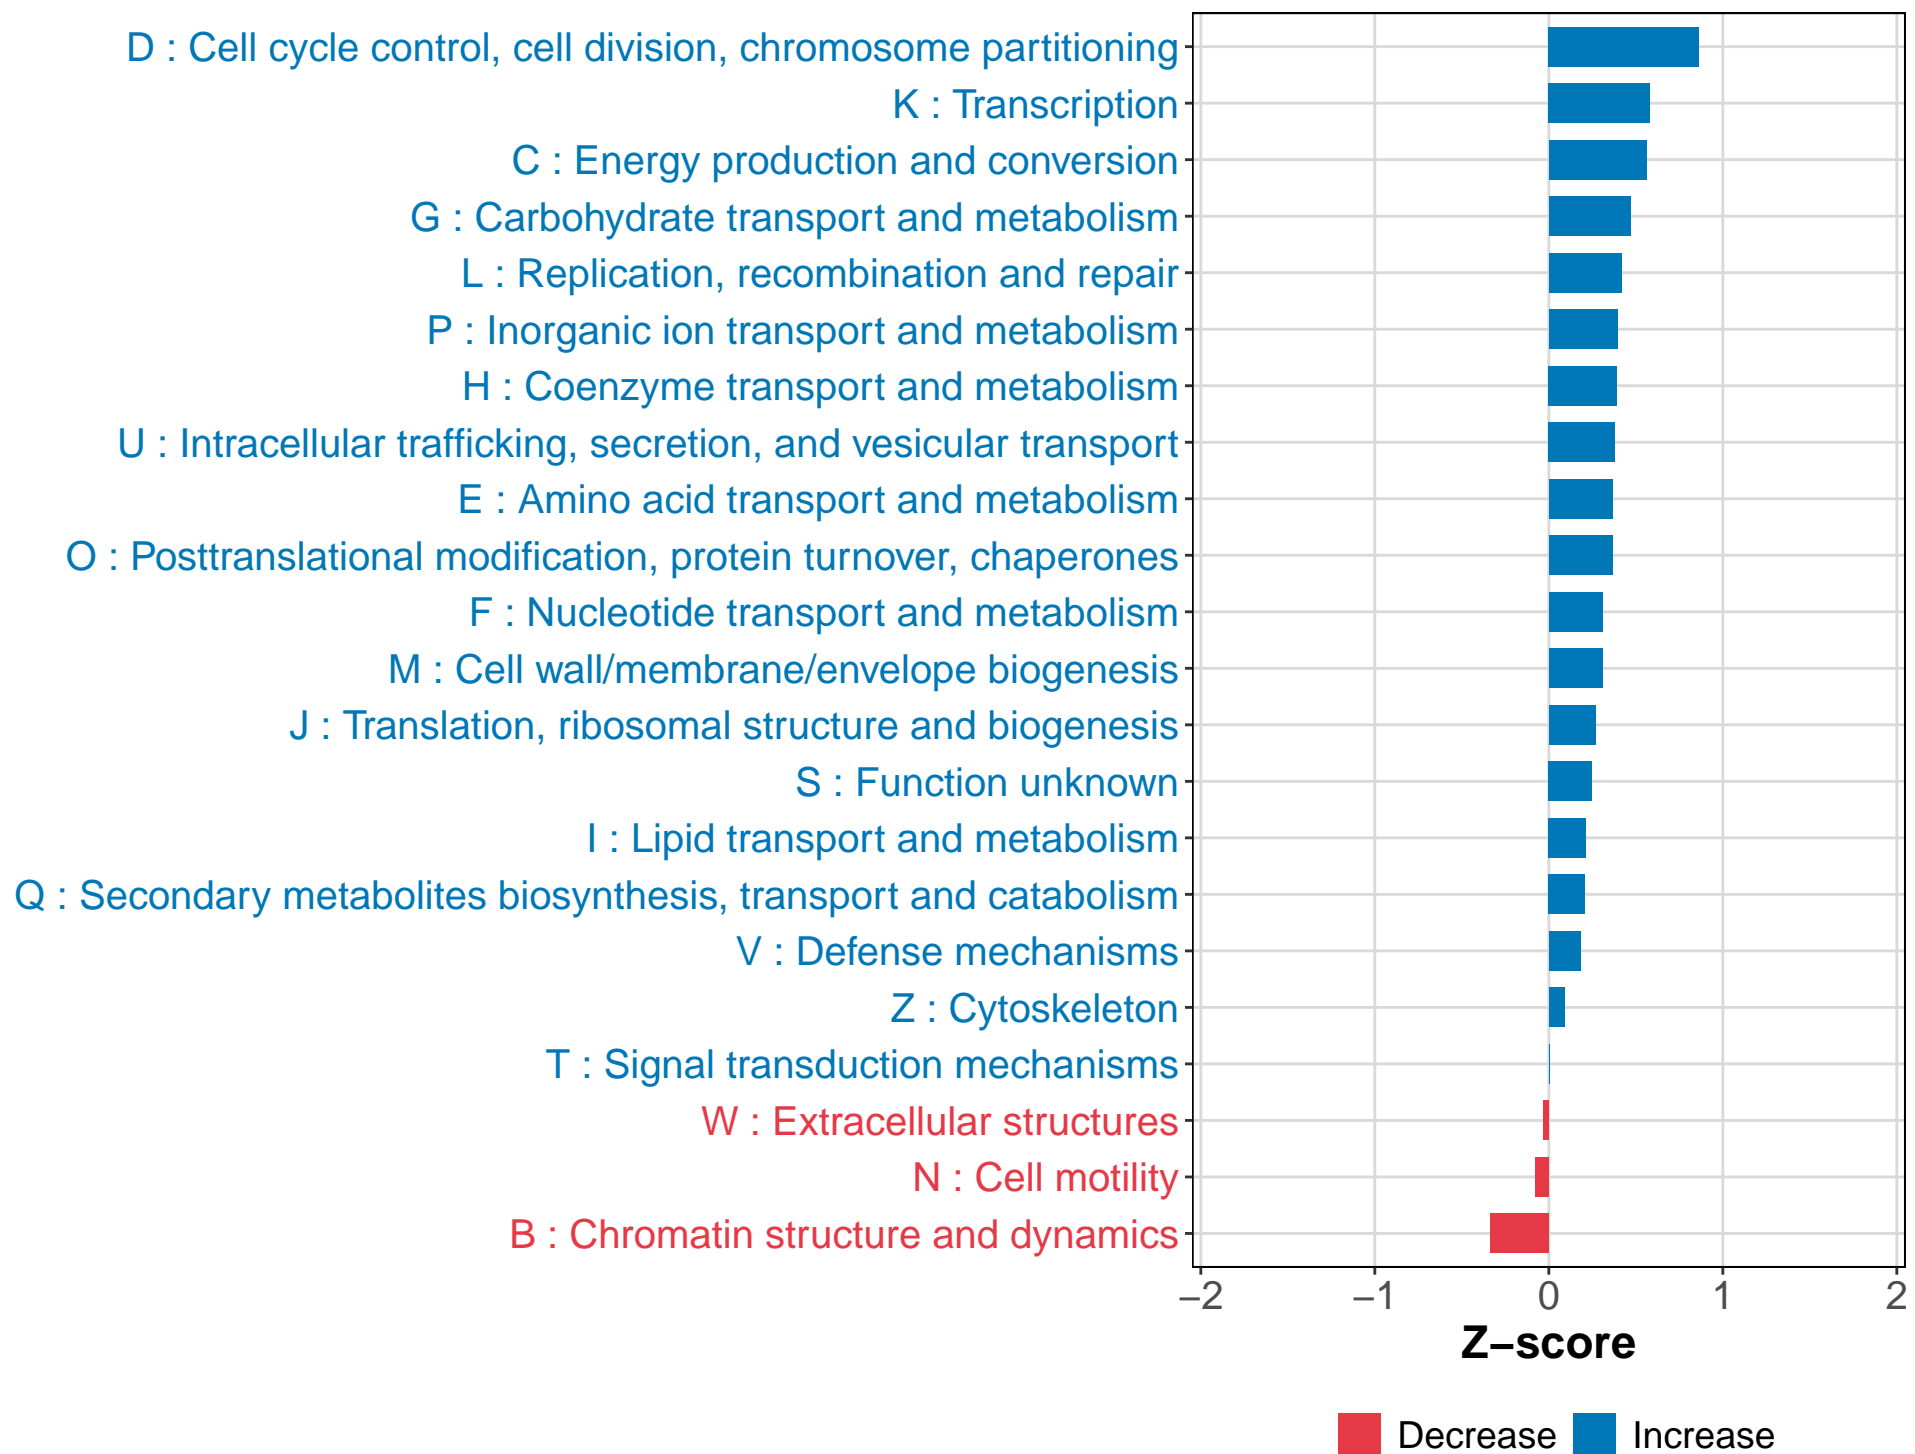 D : Cell cycle control, cell division, chromosome partitioning
K : Transcription
C : Energy production and conversion
G : Carbohydrate transport and metabolism
L : Replication, recombination and repair
P : Inorganic ion transport and metabolism
H : Coenzyme transport and metabolism
U : Intracellular trafficking, secretion, and vesicular transport
E : Amino acid transport and metabolism
O : Posttranslational modification, protein turnover, chaperones
F : Nucleotide transport and metabolism
M : Cell wall/membrane/envelope biogenesis
J : Translation, ribosomal structure and biogenesis
S : Function unknown
I : Lipid transport and metabolism
Q : Secondary metabolites biosynthesis, transport and catabolism
V : Defense mechanisms
Z : Cytoskeleton
T : Signal transduction mechanisms
W : Extracellular structures
N : Cell motility
B : Chromatin structure and dynamics
−2 −1 0 1 2
Z−score
Decrease Increase